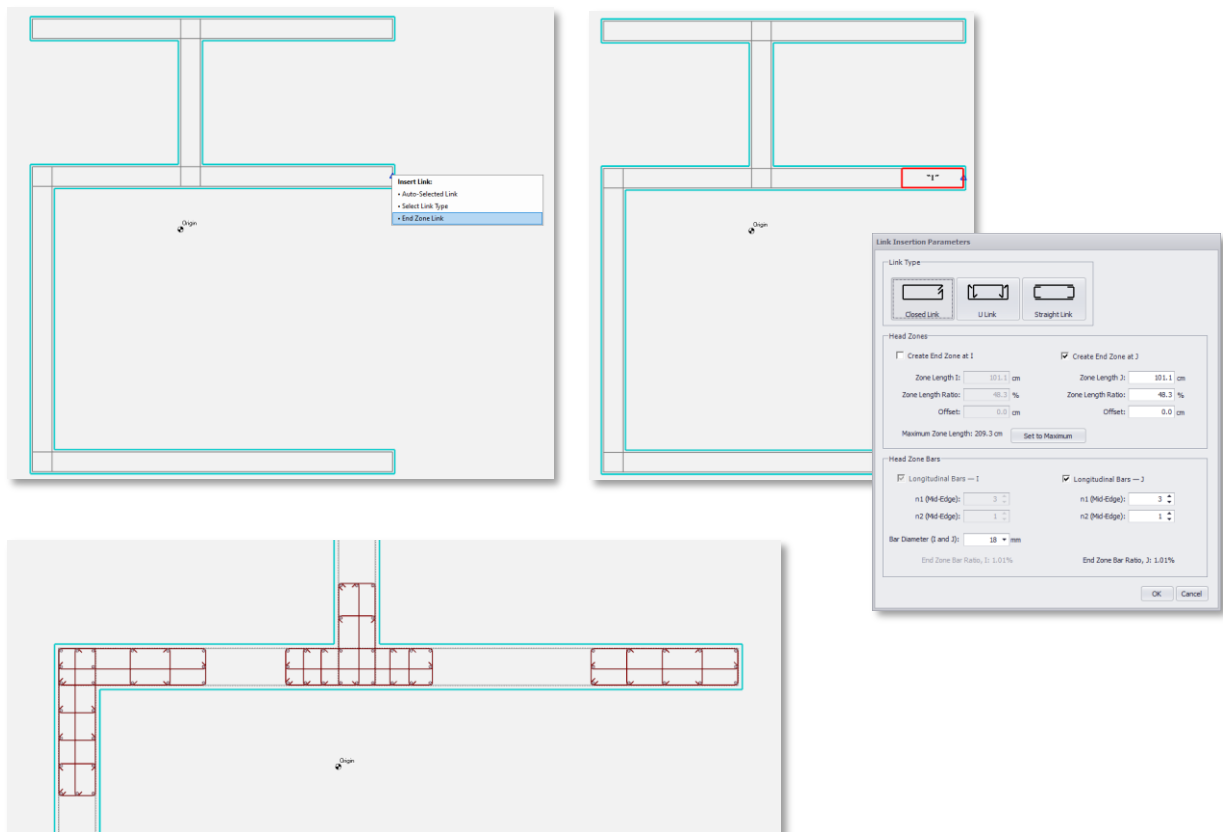 Insert Link:
• Auto-Selected Link
• Select Link Type
• End Zone Link
Origin
"I"
Origin
Link Insertion Parameters
Link Type
Closed Link
U Link
Straight Link
Head Zones
Create End Zone at I
Create End Zone at J
Zone Length I: 101.1 cm
Zone Length J: 101.1 cm
Zone Length Ratio: 48.3 %
Zone Length Ratio: 48.3 %
Offset: 0.0 cm
Offset: 0.0 cm
Maximum Zone Length: 209.3 cm
Set to Maximum
Head Zone Bars
Longitudinal Bars — I
Longitudinal Bars — J
n1 (Mid-Edge): 3
n1 (Mid-Edge): 3
n2 (Mid-Edge): 1
n2 (Mid-Edge): 1
Bar Diameter (I and J): 18 mm
End Zone Bar Ratio, I: 1.01%
End Zone Bar Ratio, J: 1.01%
OK
Cancel
Origin